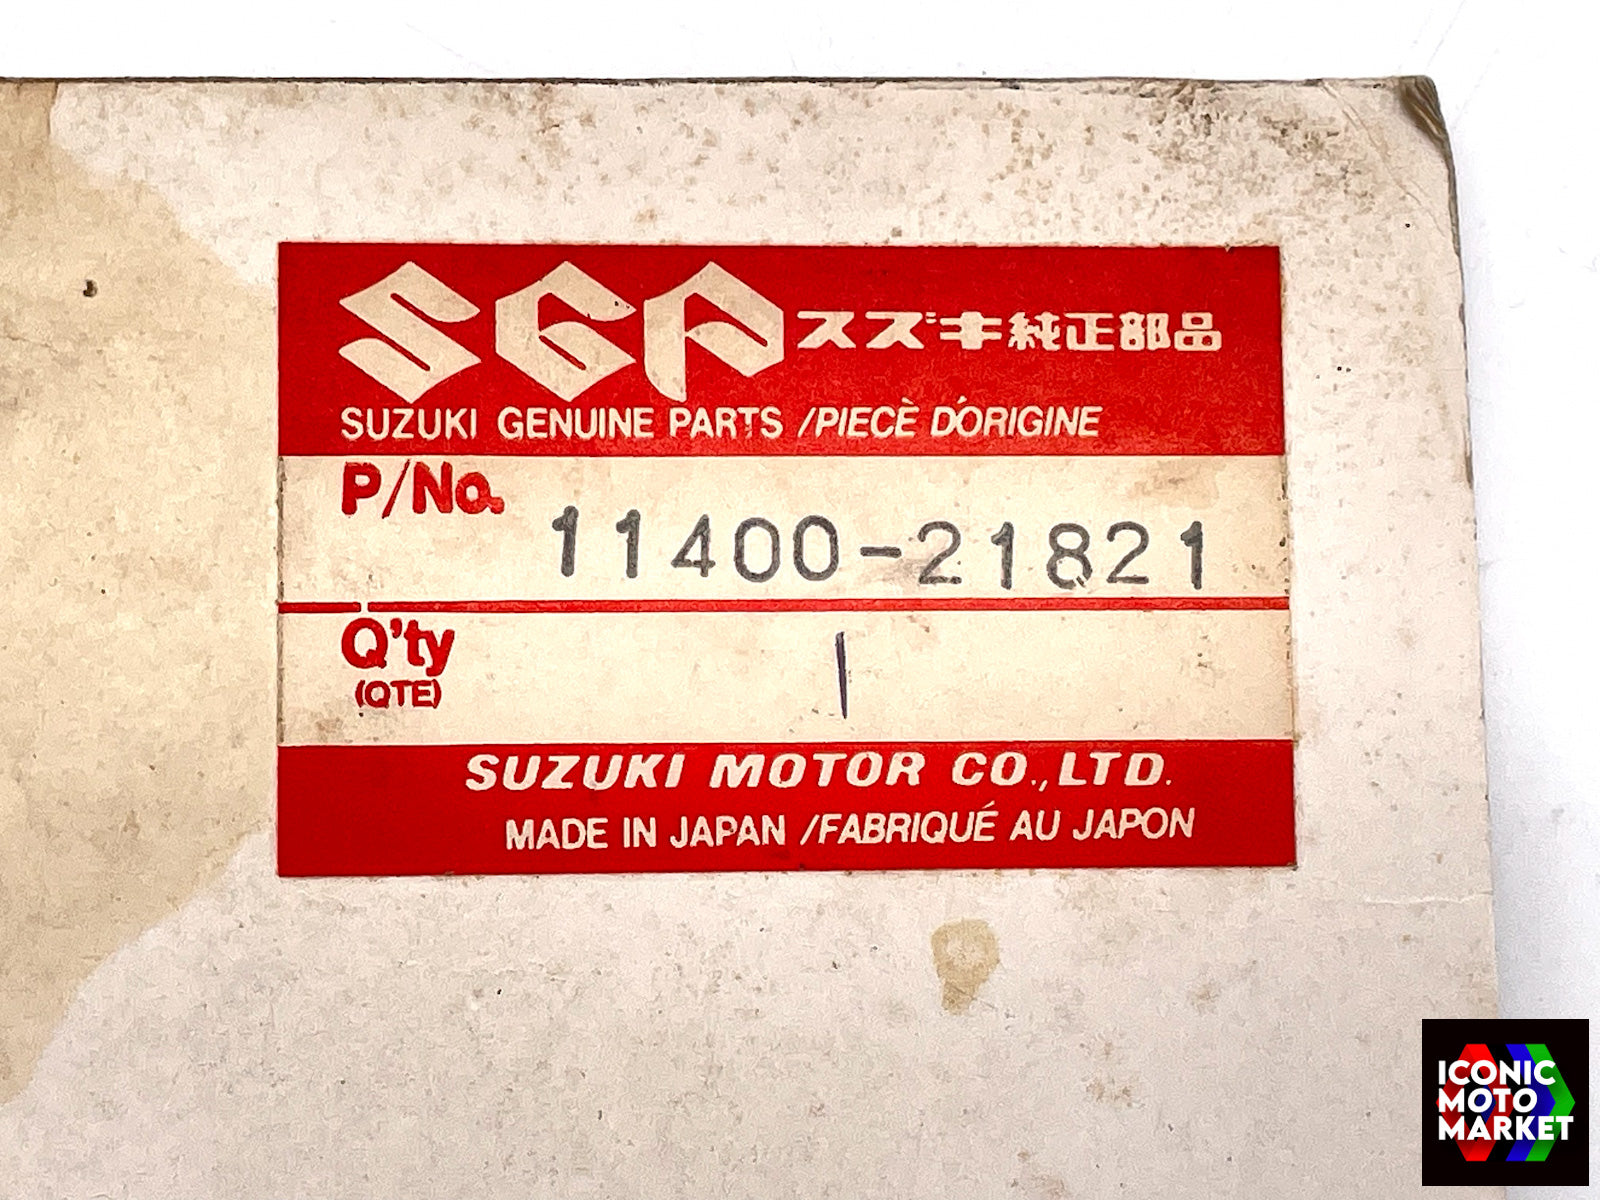 SGP スズキ純正部品
SUZUKI GENUINE PARTS /PIECÈ D'ORIGINE
P/No. 11400-21821
Q'ty 1
(QTE)
SUZUKI MOTOR CO.,LTD.
MADE IN JAPAN /FABRIQUÉ AU JAPON
ICONIC
MOTO
MARKET